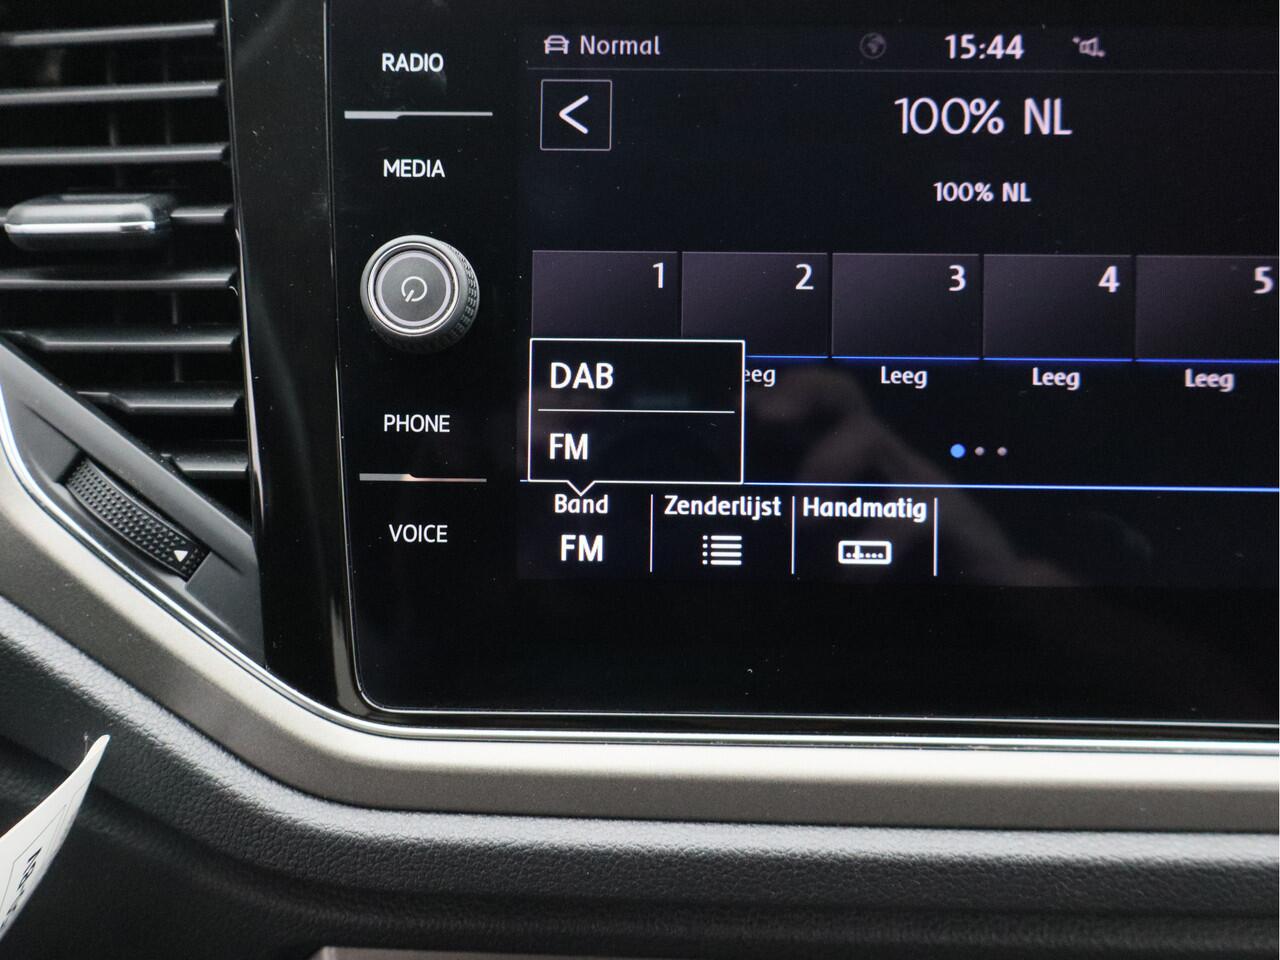 RADIO
MEDIA
PHONE
VOICE
Normal
15:44
100% NL
100% NL
1
2
3
4
5
eeg
Leeg
Leeg
Leeg
DAB
FM
Band
Zenderlijst
Handmatig
FM